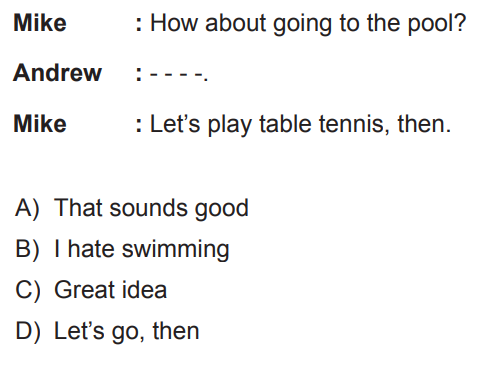 Mike : How about going to the pool?
Andrew : - - - -.
Mike : Let’s play table tennis, then.
A) That sounds good
B) I hate swimming
C) Great idea
D) Let’s go, then